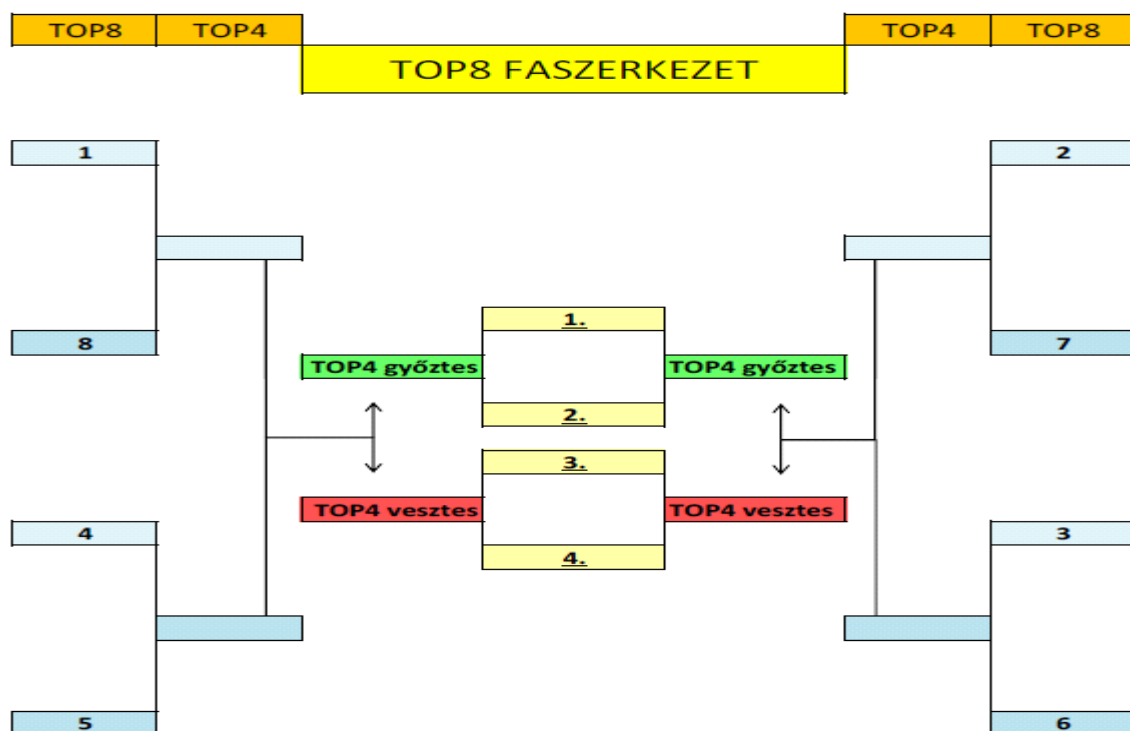 TOP8 TOP4 TOP4 TOP8
TOP8 FASZERKEZET
1 2
1.
8 7
TOP4 győztes TOP4 győztes
2.
3.
TOP4 vesztes TOP4 vesztes
4 3
4.
5 6